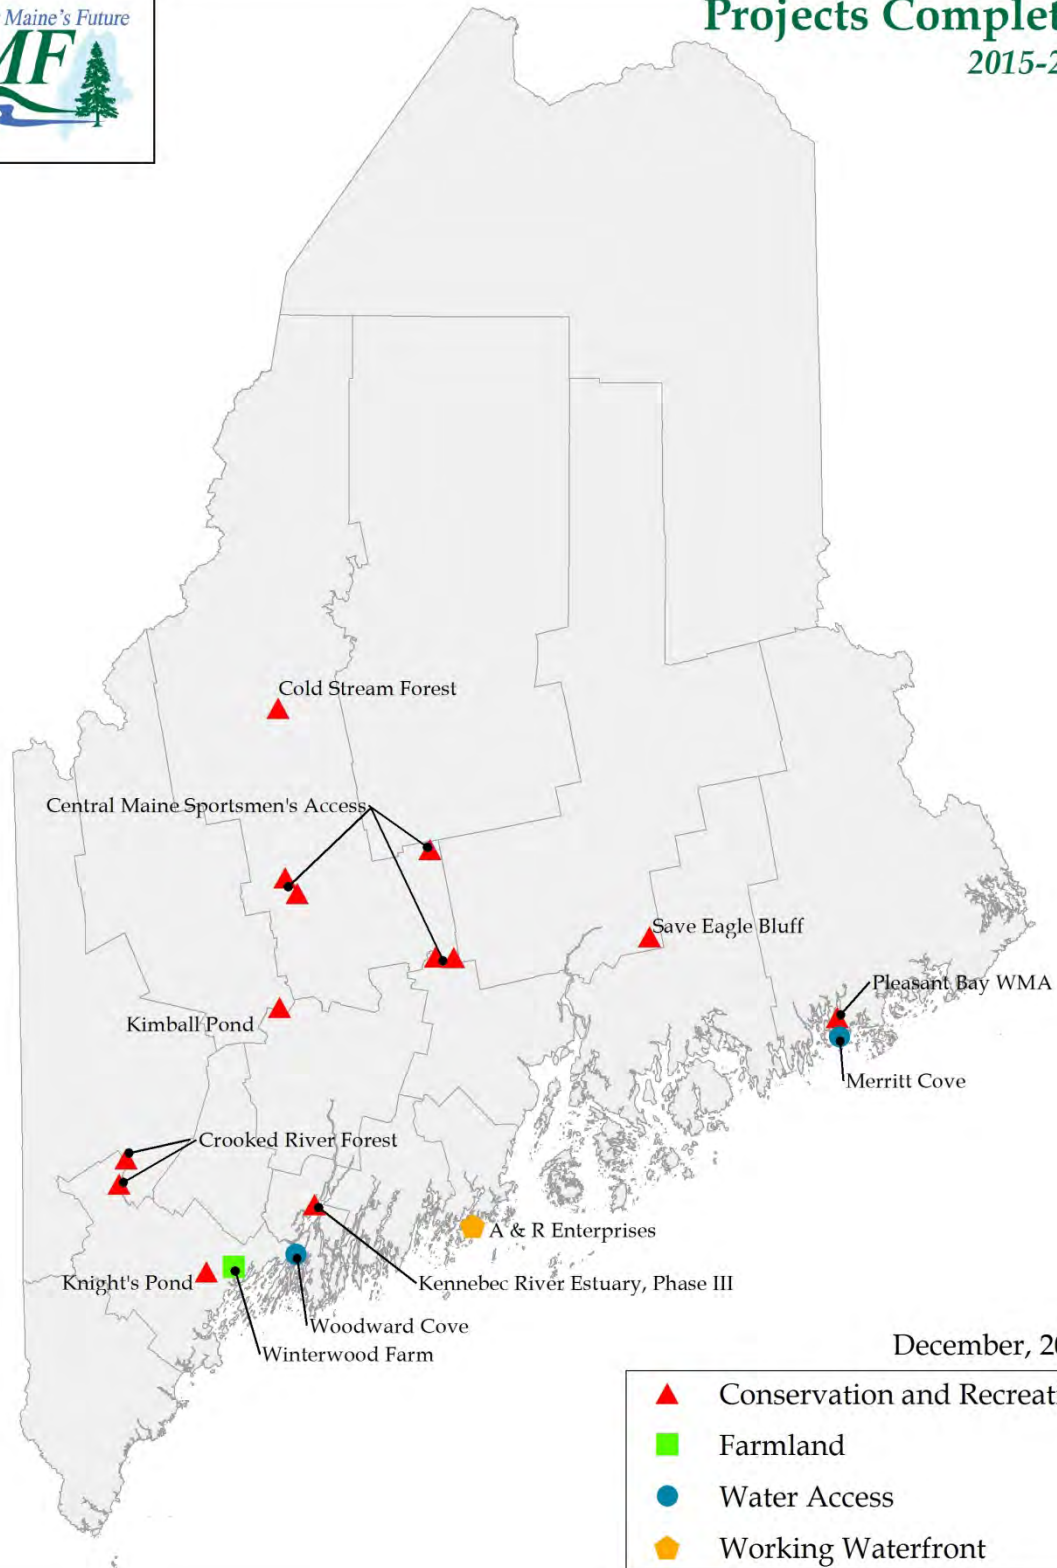 Maine's Future
MF
Projects Complet
2015-2
Cold Stream Forest
Central Maine Sportsmen's Access
Save Eagle Bluff
Pleasant Bay WMA
Kimball Pond
Merritt Cove
Crooked River Forest
A & R Enterprises
Knight's Pond
Kennebec River Estuary, Phase III
Woodward Cove
Winterwood Farm
December, 20
Conservation and Recreati
Farmland
Water Access
Working Waterfront